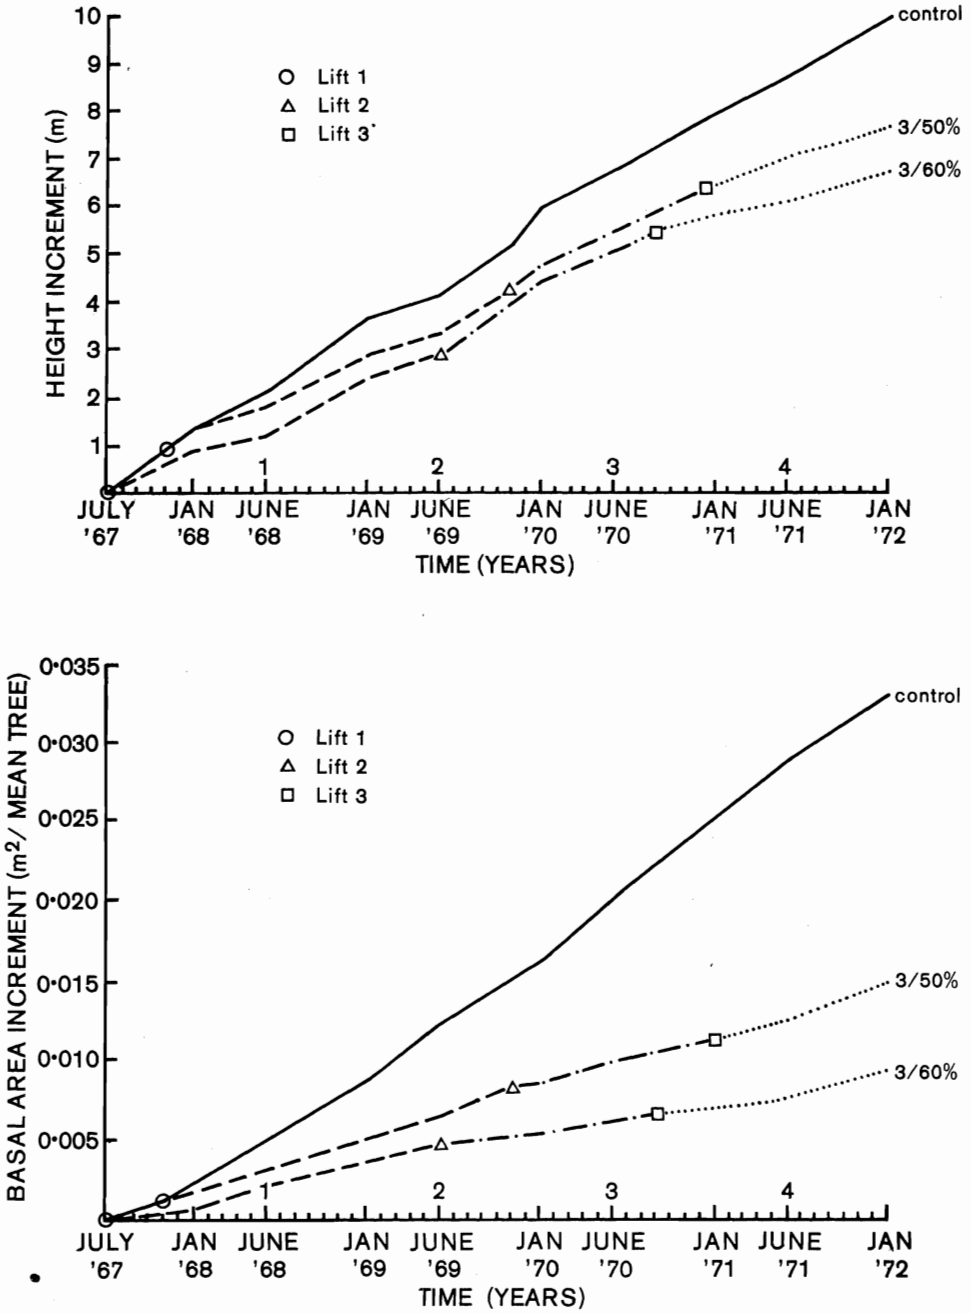 10
control
9
Lift 1
8
Lift 2
Lift 3
3/50%
7
3/60%
6
5
4
3
2
1
1 2 3 4
HEIGHT INCREMENT (m)
JULY JAN JUNE JAN JUNE JAN JUNE JAN JUNE JAN
'67 '68 '68 '69 '69 '70 '70 '71 '71 '72
TIME (YEARS)
0·035
control
0·030
Lift 1
Lift 2
Lift 3
0·025
0·020
0·015
3/50%
0·010
3/60%
0·005
1 2 3 4
BASAL AREA INCREMENT (m²/ MEAN TREE)
JULY JAN JUNE JAN JUNE JAN JUNE JAN JUNE JAN
'67 '68 '68 '69 '69 '70 '70 '71 '71 '72
TIME (YEARS)